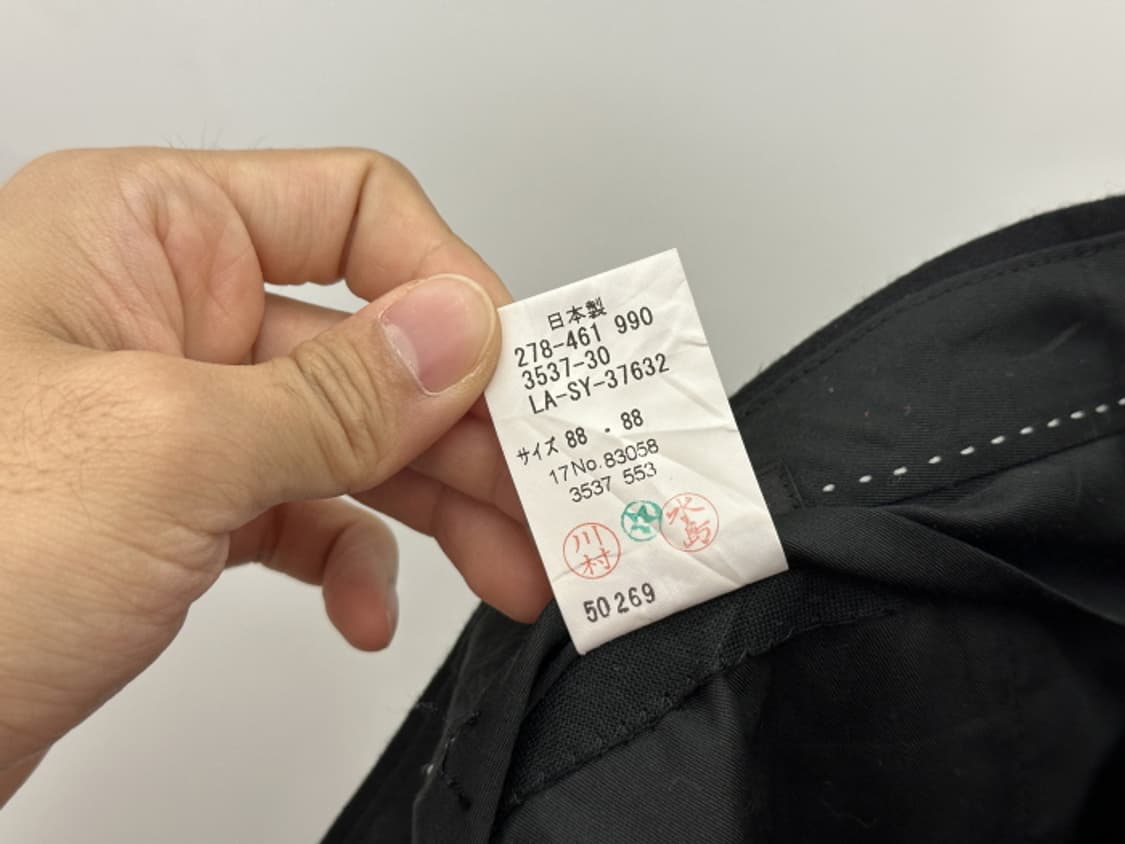 日本製
278-461 990
3537-30
LA-SY-37632
サイズ 88 . 88
17No.83058
3537 553
川村
水島
50269